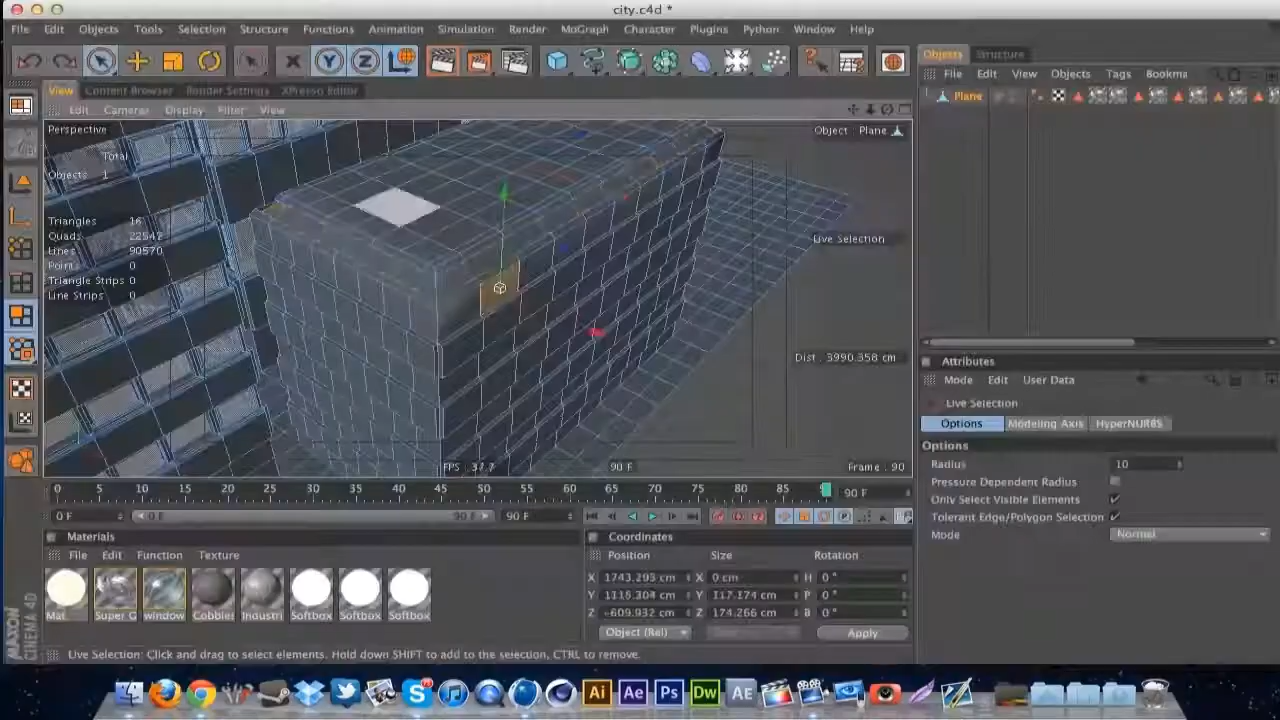 city.c4d *
File Edit Objects Tools Selection Structure Functions Animation Simulation Render MoGraph Character Plugins Python Window Help
Objects Structure
File Edit View Objects Tags Bookma
View Content Browser Render Settings XPresso Editor
Edit Cameras Display Filter View
Plane
Perspective
Object : Plane
Total
Objects 1
Triangles 16
Quads 22542
Lines 90570
Points 0
Triangle Strips 0
Line Strips 0
Live Selection
Dist : 3990.358 cm
FPS : 37.7
90 F
Frame : 90
0 5 10 15 20 25 30 35 40 45 50 55 60 65 70 75 80 85 90 F
0 F 0 F 90 F 90 F
Attributes
Mode Edit User Data
Live Selection
Options Modeling Axis HyperNURBS
Options
Radius 10
Pressure Dependent Radius
Only Select Visible Elements
Tolerant Edge/Polygon Selection
Mode Normal
Materials
File Edit Function Texture
Mat Super G window Cobbles Industri Softbox Softbox Softbox
Coordinates
Position Size Rotation
X 1743.293 cm X 0 cm H 0 °
Y 1116.304 cm Y 117.174 cm P 0 °
Z -609.932 cm Z 174.266 cm B 0 °
Object (Rel) Apply
MAXON CINEMA 4D
Live Selection: Click and drag to select elements. Hold down SHIFT to add to the selection, CTRL to remove.
Ai Ae Ps Dw AE